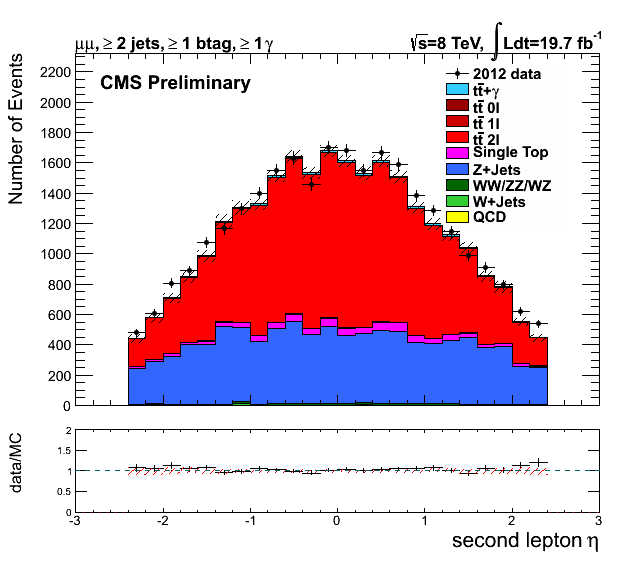 μμ, ≥ 2 jets, ≥ 1 btag, ≥ 1 γ
√s=8 TeV, ∫ Ldt=19.7 fb⁻¹
Number of Events
CMS Preliminary
2012 data
tt̄+γ
tt̄ 0l
tt̄ 1l
tt̄ 2l
Single Top
Z+Jets
WW/ZZ/WZ
W+Jets
QCD
2200
2000
1800
1600
1400
1200
1000
800
600
400
200
0
data/MC
2
1.5
1
0.5
0
-3 -2 -1 0 1 2 3
second lepton η